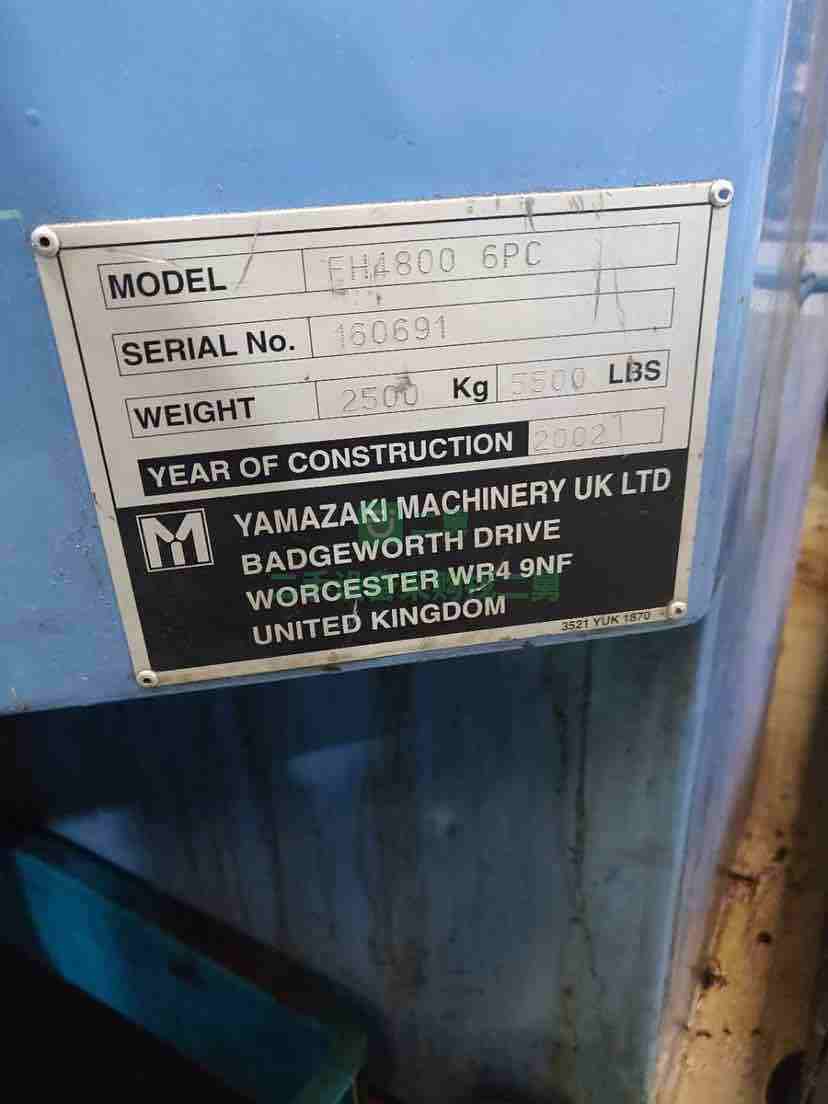 MODEL FH4800 6PC
SERIAL No. 160691
WEIGHT 2500 Kg 5500 LBS
YEAR OF CONSTRUCTION 2002
YAMAZAKI MACHINERY UK LTD
BADGEWORTH DRIVE
WORCESTER WR4 9NF
UNITED KINGDOM
3521 YUK 1870